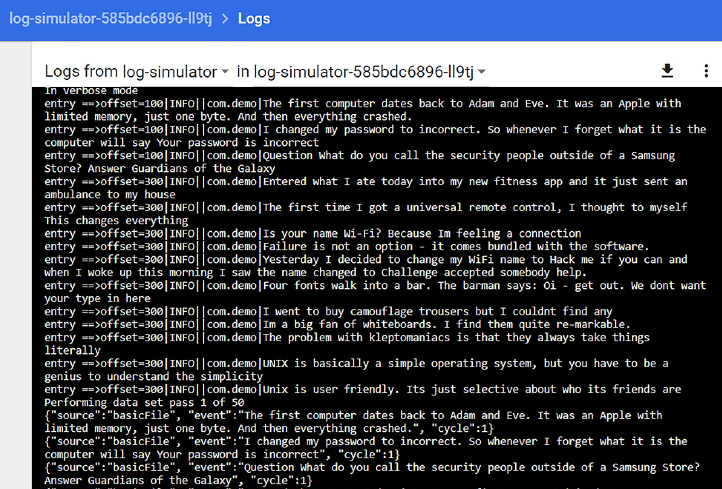 log-simulator-585bdc6896-ll9tj > Logs
Logs from log-simulator in log-simulator-585bdc6896-ll9tj
In verbose mode
entry ==>offset=100|INFO||com.demo|The first computer dates back to Adam and Eve. It was an Apple with
limited memory, just one byte. And then everything crashed.
entry ==>offset=100|INFO||com.demo|I changed my password to incorrect. So whenever I forget what it is the
computer will say Your password is incorrect
entry ==>offset=100|INFO||com.demo|Question What do you call the security people outside of a Samsung
Store? Answer Guardians of the Galaxy
entry ==>offset=300|INFO||com.demo|Entered what I ate today into my new fitness app and it just sent an
ambulance to my house
entry ==>offset=300|INFO||com.demo|The first time I got a universal remote control, I thought to myself
This changes everything
entry ==>offset=300|INFO||com.demo|Is your name Wi-Fi? Because Im feeling a connection
entry ==>offset=300|INFO||com.demo|Failure is not an option - it comes bundled with the software.
entry ==>offset=300|INFO||com.demo|Yesterday I decided to change my WiFi name to Hack me if you can and
when I woke up this morning I saw the name changed to Challenge accepted somebody help.
entry ==>offset=300|INFO||com.demo|Four fonts walk into a bar. The barman says: Oi - get out. We dont want
your type in here
entry ==>offset=300|INFO||com.demo|I went to buy camouflage trousers but I couldnt find any
entry ==>offset=300|INFO||com.demo|Im a big fan of whiteboards. I find them quite re-markable.
entry ==>offset=300|INFO||com.demo|The problem with kleptomaniacs is that they always take things
literally
entry ==>offset=300|INFO||com.demo|UNIX is basically a simple operating system, but you have to be a
genius to understand the simplicity
entry ==>offset=300|INFO||com.demo|Unix is user friendly. Its just selective about who its friends are
Performing data set pass 1 of 50
{"source":"basicFile", "event":"The first computer dates back to Adam and Eve. It was an Apple with
limited memory, just one byte. And then everything crashed.", "cycle":1}
{"source":"basicFile", "event":"I changed my password to incorrect. So whenever I forget what it is the
computer will say Your password is incorrect", "cycle":1}
{"source":"basicFile", "event":"Question What do you call the security people outside of a Samsung Store?
Answer Guardians of the Galaxy", "cycle":1}